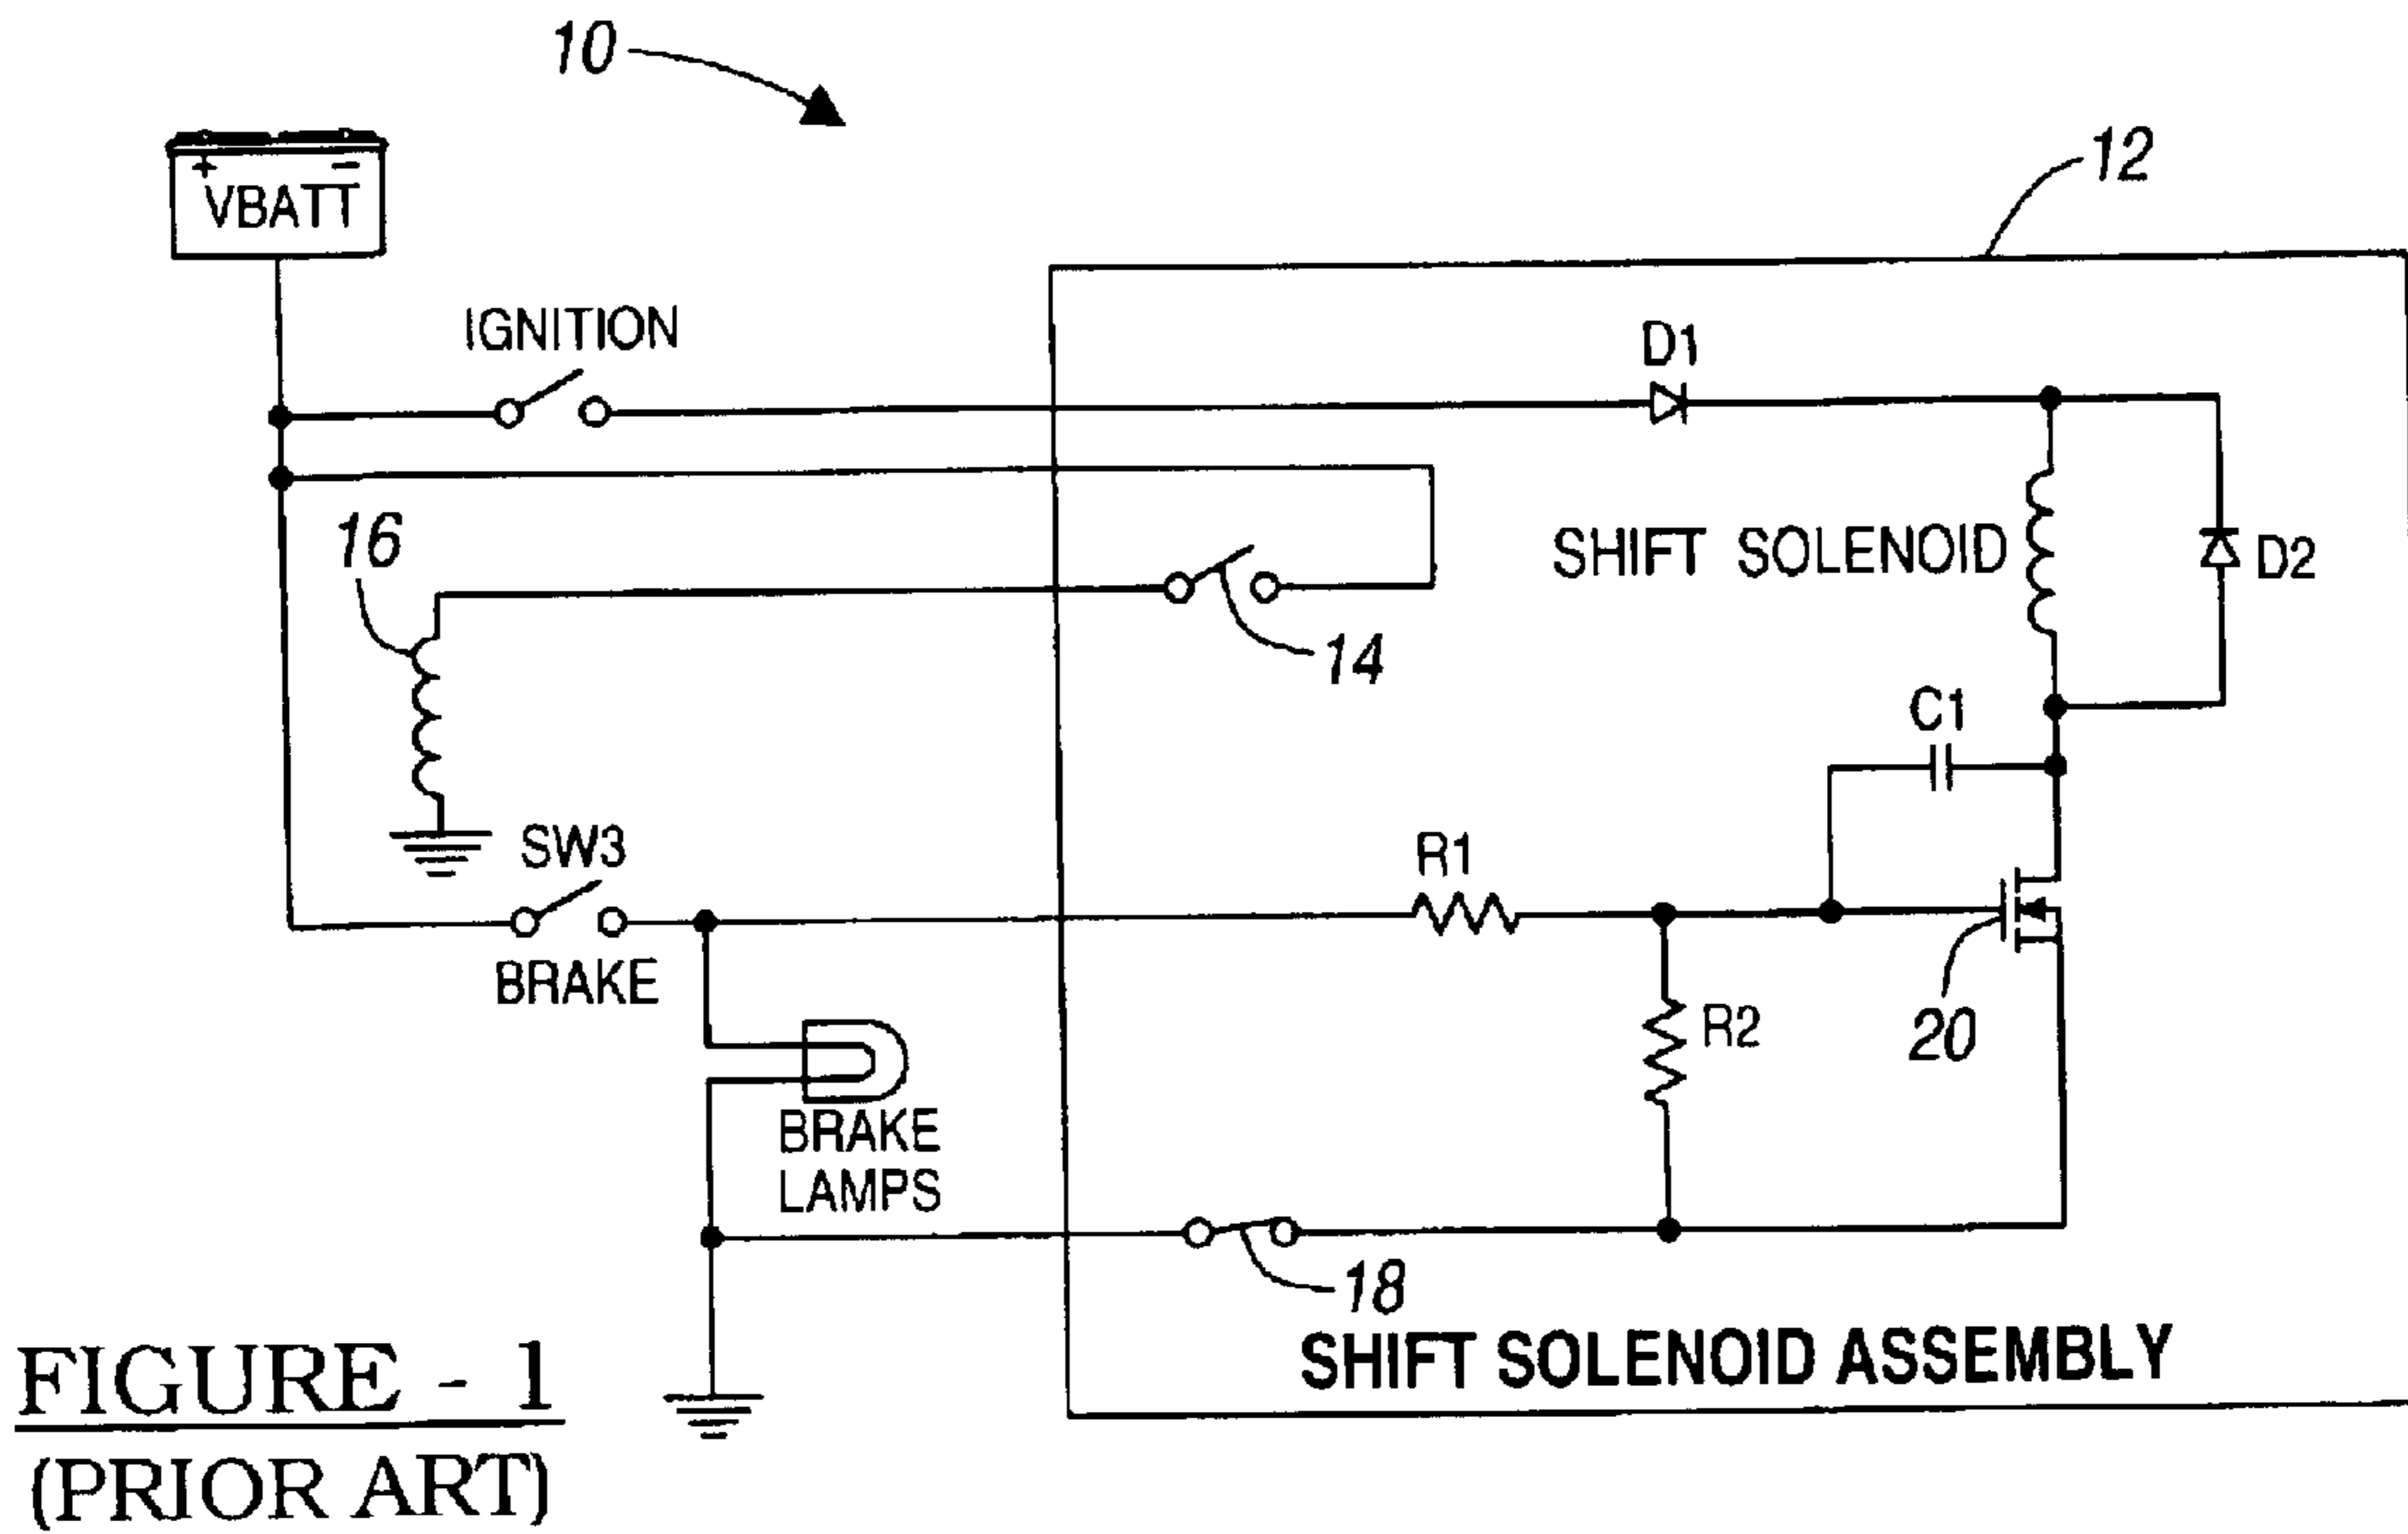 10
12
+ −
VBATT
IGNITION
D1
16
SHIFT SOLENOID
D2
14
C1
SW3
BRAKE
R1
R2
20
BRAKE
LAMPS
18
SHIFT SOLENOID ASSEMBLY
FIGURE - 1
(PRIOR ART)